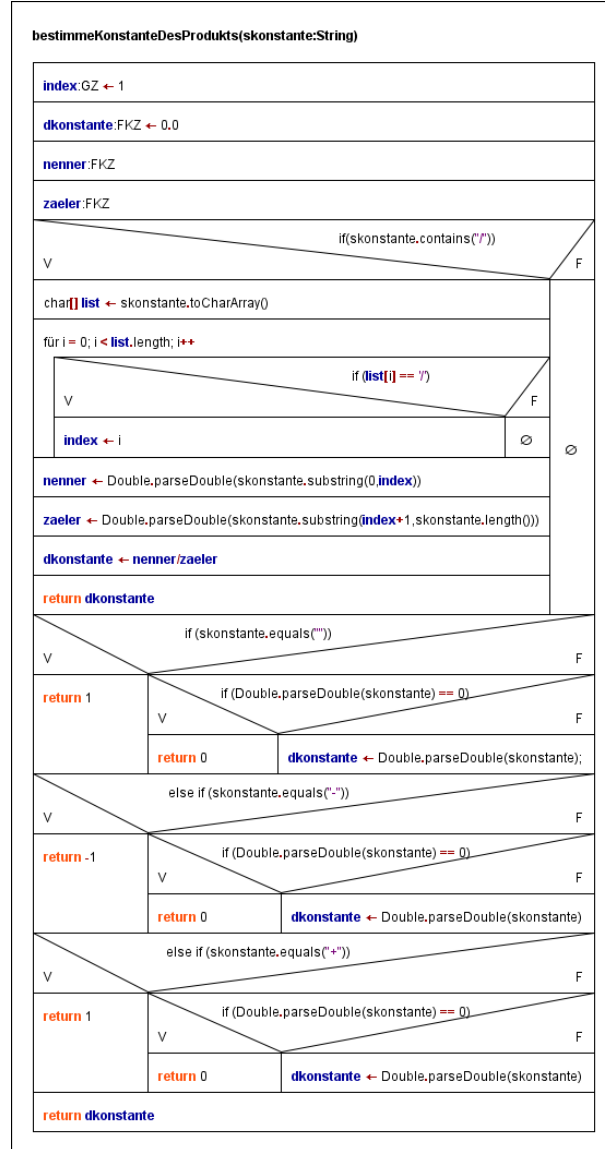 bestimmeKonstanteDesProdukts(skonstante:String)
index:GZ ← 1
dkonstante:FKZ ← 0.0
nenner:FKZ
zaeler:FKZ
if(skonstante.contains("/"))
V F
char[] list ← skonstante.toCharArray()
für i = 0; i < list.length; i++
if (list[i] == '/')
V F
index ← i ∅
∅
nenner ← Double.parseDouble(skonstante.substring(0,index))
zaeler ← Double.parseDouble(skonstante.substring(index+1,skonstante.length()))
dkonstante ← nenner/zaeler
return dkonstante
if (skonstante.equals(""))
V F
return 1 if (Double.parseDouble(skonstante) == 0)
V F
return 0 dkonstante ← Double.parseDouble(skonstante);
else if (skonstante.equals("-"))
V F
return -1 if (Double.parseDouble(skonstante) == 0)
V F
return 0 dkonstante ← Double.parseDouble(skonstante)
else if (skonstante.equals("+"))
V F
return 1 if (Double.parseDouble(skonstante) == 0)
V F
return 0 dkonstante ← Double.parseDouble(skonstante)
return dkonstante